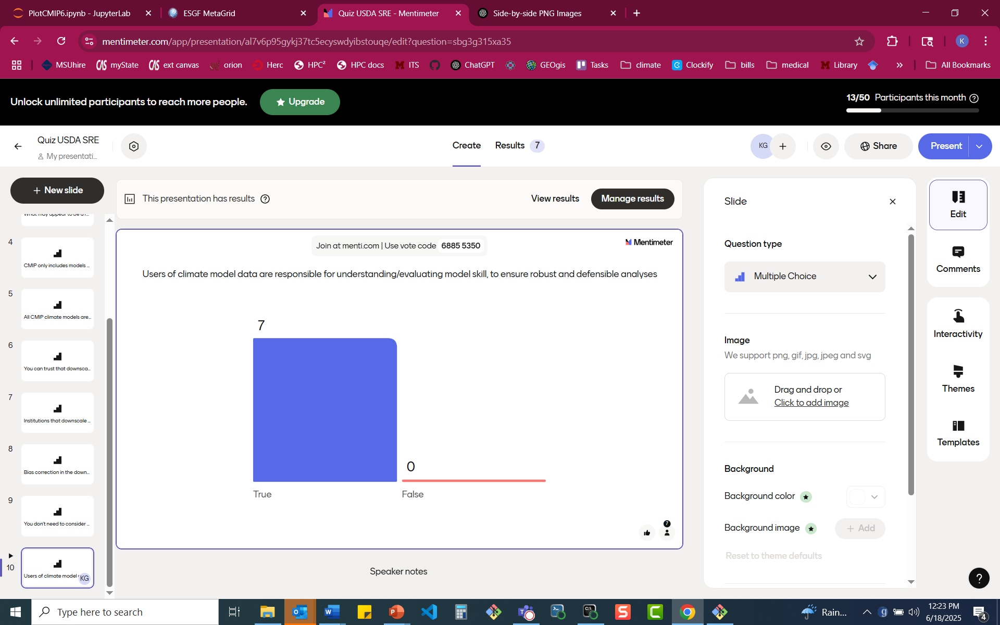 PlotCMIP6.ipynb - JupyterLab
ESGF MetaGrid
Quiz USDA SRE - Mentimeter
Side-by-side PNG Images
mentimeter.com/app/presentation/al7v6p95gykj37tc5ecyswdyibstouqe/edit?question=sbg3g315xa35
K
MSUhire
myState
ext canvas
orion
Herc
HPC²
HPC docs
ITS
ChatGPT
GEOgis
Tasks
climate
Clockify
bills
medical
Library
All Bookmarks
Unlock unlimited participants to reach more people.
Upgrade
13/50 Participants this month
Quiz USDA SRE
My presentati...
Create
Results 7
KG
Share
Present
New slide
This presentation has results
View results
Manage results
4
CMIP only includes models ...
5
All CMIP climate models are...
6
You can trust that downsca...
7
Institutions that downscale ...
8
Bias correction in the down...
9
You don't need to consider ...
10
Users of climate model
KG
Join at menti.com | Use vote code 6885 5350
Mentimeter
Users of climate model data are responsible for understanding/evaluating model skill, to ensure robust and defensible analyses
7
0
True
False
7
Speaker notes
Slide
Question type
Multiple Choice
Image
We support png, gif, jpg, jpeg and svg
Drag and drop or
Click to add image
Background
Background color
Background image
Add
Reset to theme defaults
Edit
Comments
Interactivity
Themes
Templates
?
Type here to search
Rain...
12:23 PM
6/18/2025
4